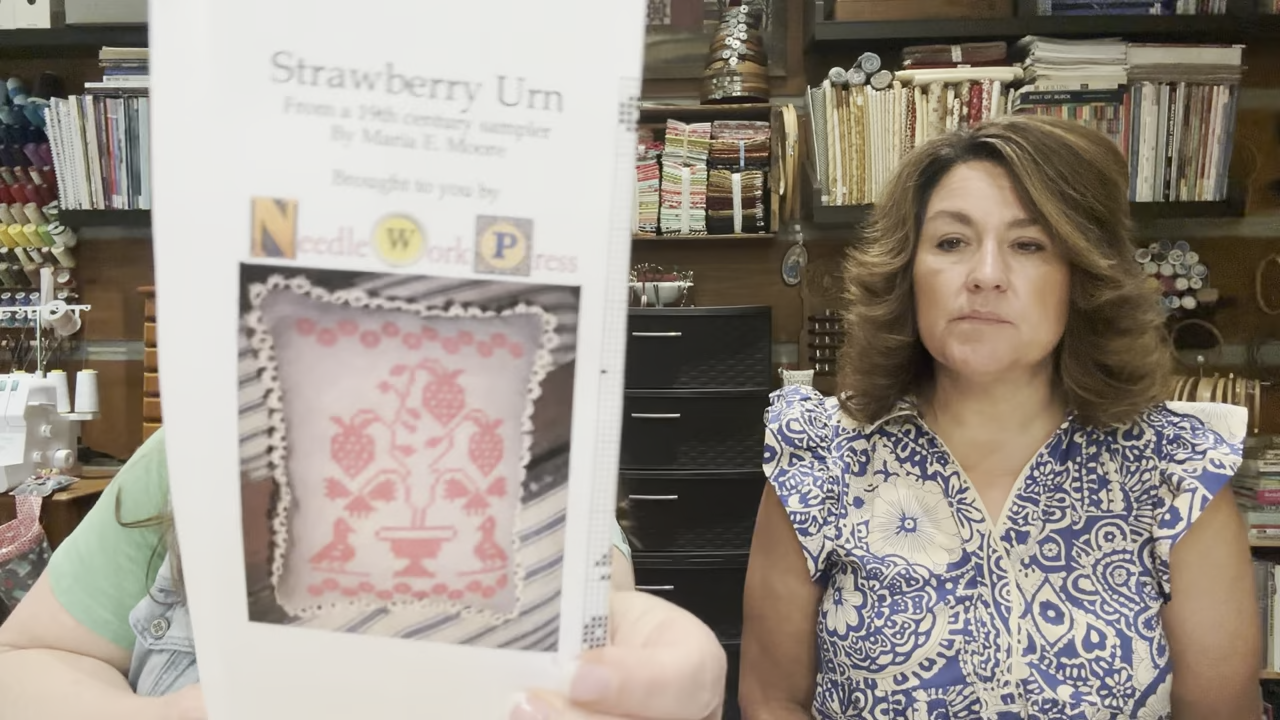 Strawberry Urn
From a 19th century sampler
By Maria E. Moore
Brought to you by
Needle Work Press